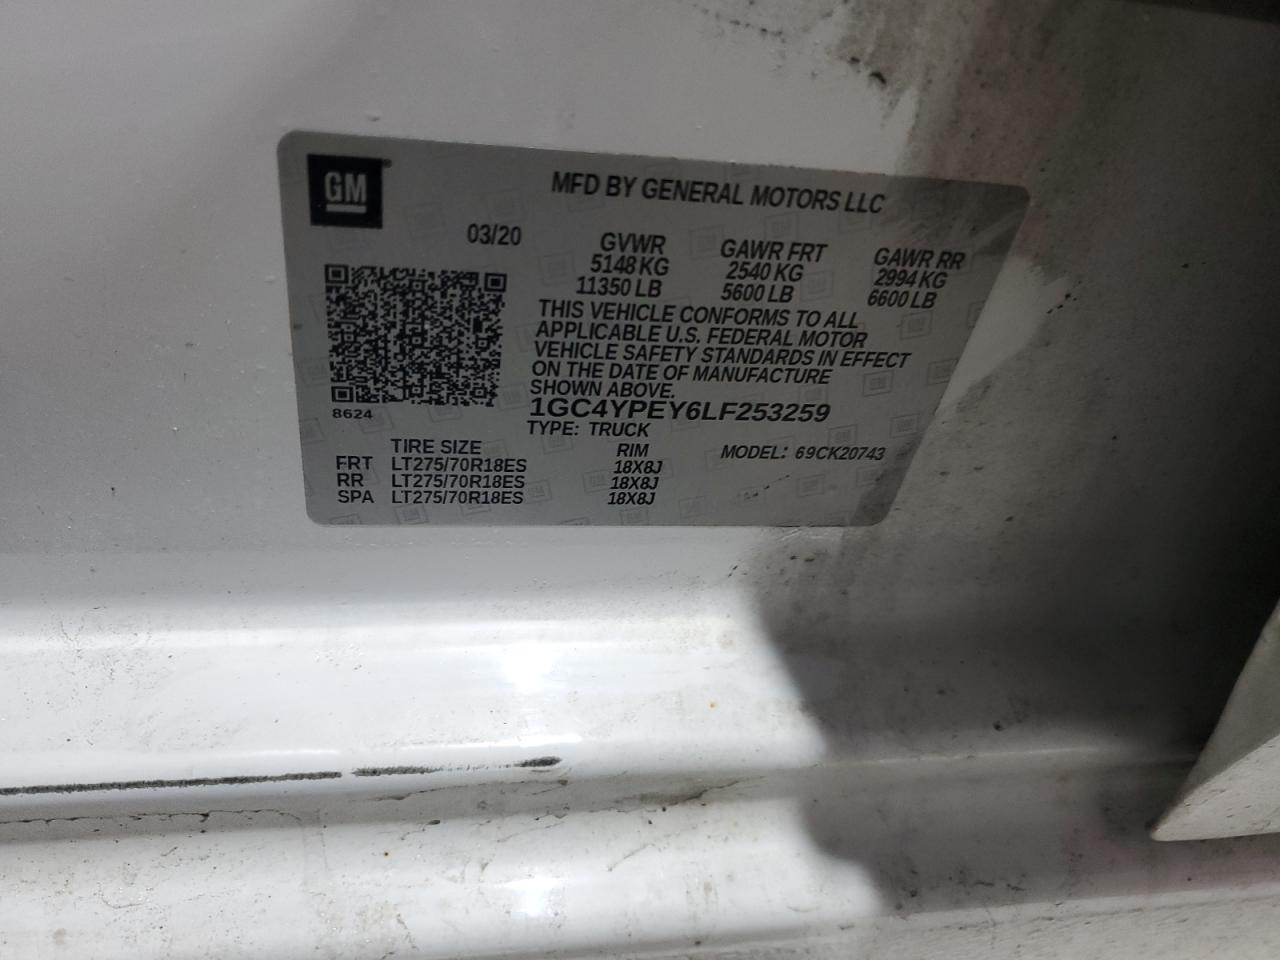 GM
MFD BY GENERAL MOTORS LLC
03/20
GVWR GAWR FRT GAWR RR
5148 KG 2540 KG 2994 KG
11350 LB 5600 LB 6600 LB
THIS VEHICLE CONFORMS TO ALL
APPLICABLE U.S. FEDERAL MOTOR
VEHICLE SAFETY STANDARDS IN EFFECT
ON THE DATE OF MANUFACTURE
SHOWN ABOVE.
1GC4YPEY6LF253259
8624
TYPE: TRUCK
MODEL: 69CK20743
TIRE SIZE RIM
FRT LT275/70R18ES 18X8J
RR LT275/70R18ES 18X8J
SPA LT275/70R18ES 18X8J